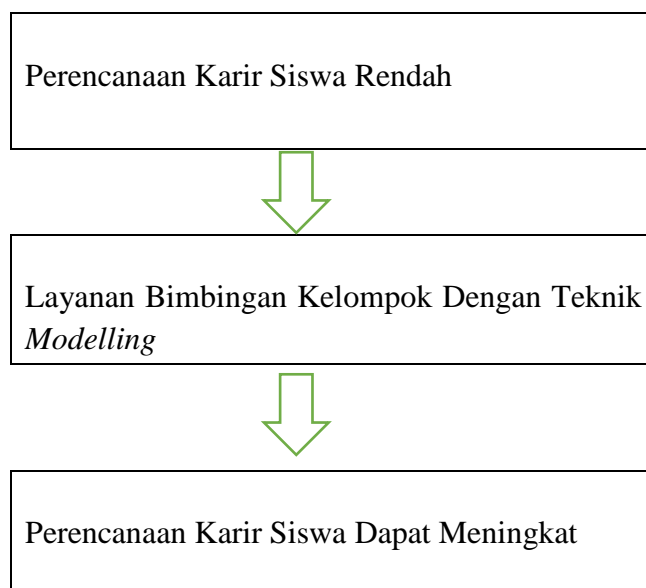 Perencanaan Karir Siswa Rendah
Layanan Bimbingan Kelompok Dengan Teknik
Modelling
Perencanaan Karir Siswa Dapat Meningkat